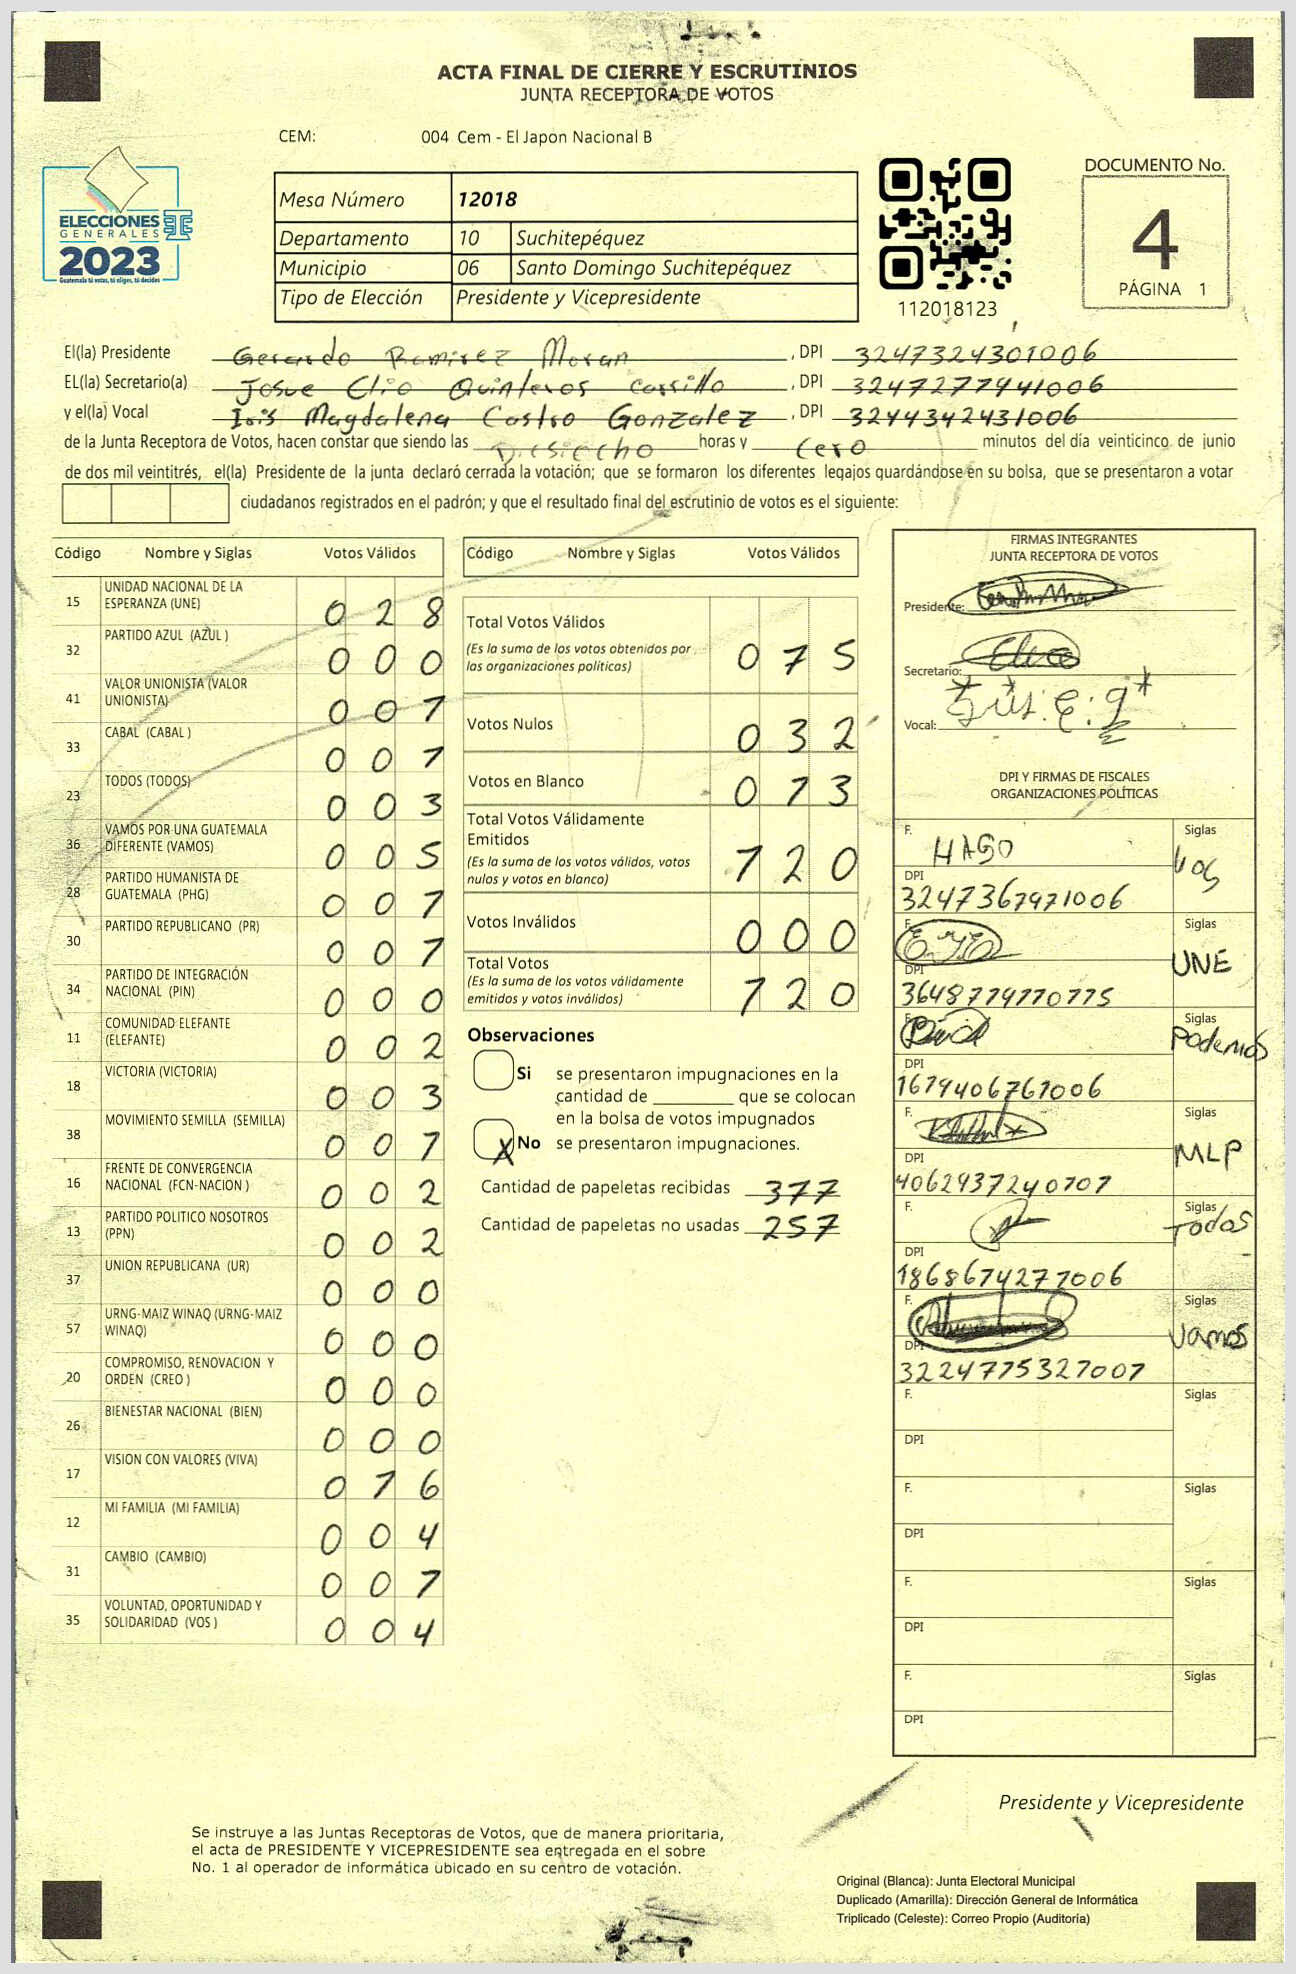 ACTA FINAL DE CIERRE Y ESCRUTINIOS
JUNTA RECEPTORA DE VOTOS
CEM: 004 Cem - El Japon Nacional B
ELECCIONES
GENERALES
2023
Guatemala tú votas, tú eliges, tú decides
Mesa Número 12018
Departamento 10 Suchitepéquez
Municipio 06 Santo Domingo Suchitepéquez
Tipo de Elección Presidente y Vicepresidente
112018123
DOCUMENTO No.
4
PÁGINA 1
El(la) Presidente Gerardo Ramirez Moran, DPI 3247324301006
EL(la) Secretario(a) Josue Elio Quinteros Carrillo, DPI 3247277941006
y el(la) Vocal Iris Magdalena Castro Gonzalez, DPI 3244342431006
de la Junta Receptora de Votos, hacen constar que siendo las Dieciocho horas y Cero minutos del día veinticinco de junio
de dos mil veintitrés, el(la) Presidente de la junta declaró cerrada la votación; que se formaron los diferentes legajos guardándose en su bolsa, que se presentaron a votar
ciudadanos registrados en el padrón; y que el resultado final del escrutinio de votos es el siguiente:
Código Nombre y Siglas Votos Válidos
15 UNIDAD NACIONAL DE LA ESPERANZA (UNE) 028
32 PARTIDO AZUL (AZUL ) 000
41 VALOR UNIONISTA (VALOR UNIONISTA) 001
33 CABAL (CABAL ) 001
23 TODOS (TODOS) 003
36 VAMOS POR UNA GUATEMALA DIFERENTE (VAMOS) 005
28 PARTIDO HUMANISTA DE GUATEMALA (PHG) 001
30 PARTIDO REPUBLICANO (PR) 001
34 PARTIDO DE INTEGRACIÓN NACIONAL (PIN) 000
11 COMUNIDAD ELEFANTE (ELEFANTE) 002
18 VICTORIA (VICTORIA) 003
38 MOVIMIENTO SEMILLA (SEMILLA) 001
16 FRENTE DE CONVERGENCIA NACIONAL (FCN-NACION ) 002
13 PARTIDO POLITICO NOSOTROS (PPN) 002
37 UNION REPUBLICANA (UR) 000
57 URNG-MAIZ WINAQ (URNG-MAIZ WINAQ) 000
20 COMPROMISO, RENOVACION Y ORDEN (CREO ) 000
26 BIENESTAR NACIONAL (BIEN) 000
17 VISION CON VALORES (VIVA) 016
12 MI FAMILIA (MI FAMILIA) 004
31 CAMBIO (CAMBIO) 001
35 VOLUNTAD, OPORTUNIDAD Y SOLIDARIDAD (VOS ) 004
Código Nombre y Siglas Votos Válidos
Total Votos Válidos 075
(Es la suma de los votos obtenidos por
las organizaciones políticas)
Votos Nulos 032
Votos en Blanco 013
Total Votos Válidamente
Emitidos 120
(Es la suma de los votos válidos, votos
nulos y votos en blanco)
Votos Inválidos 000
Total Votos 120
(Es la suma de los votos válidamente
emitidos y votos inválidos)
Observaciones
Si se presentaron impugnaciones en la
cantidad de ________ que se colocan
en la bolsa de votos impugnados
X No se presentaron impugnaciones.
Cantidad de papeletas recibidas 377
Cantidad de papeletas no usadas 257
FIRMAS INTEGRANTES
JUNTA RECEPTORA DE VOTOS
Presidente:
Secretario:
Vocal:
DPI Y FIRMAS DE FISCALES
ORGANIZACIONES POLÍTICAS
F. Siglas VOS
DPI 3247361971006
F. Siglas UNE
DPI
F. Siglas Podemos
DPI
F. Siglas MLP
DPI
F. Siglas Todos
DPI 1868614271006
F. Siglas Vamos
DPI 3224115321001
F. Siglas
DPI
F. Siglas
DPI
F. Siglas
DPI
F. Siglas
DPI
Presidente y Vicepresidente
Se instruye a las Juntas Receptoras de Votos, que de manera prioritaria,
el acta de PRESIDENTE Y VICEPRESIDENTE sea entregada en el sobre
No. 1 al operador de informática ubicado en su centro de votación.
Original (Blanca): Junta Electoral Municipal
Duplicado (Amarilla): Dirección General de Informática
Triplicado (Celeste): Correo Propio (Auditoría)